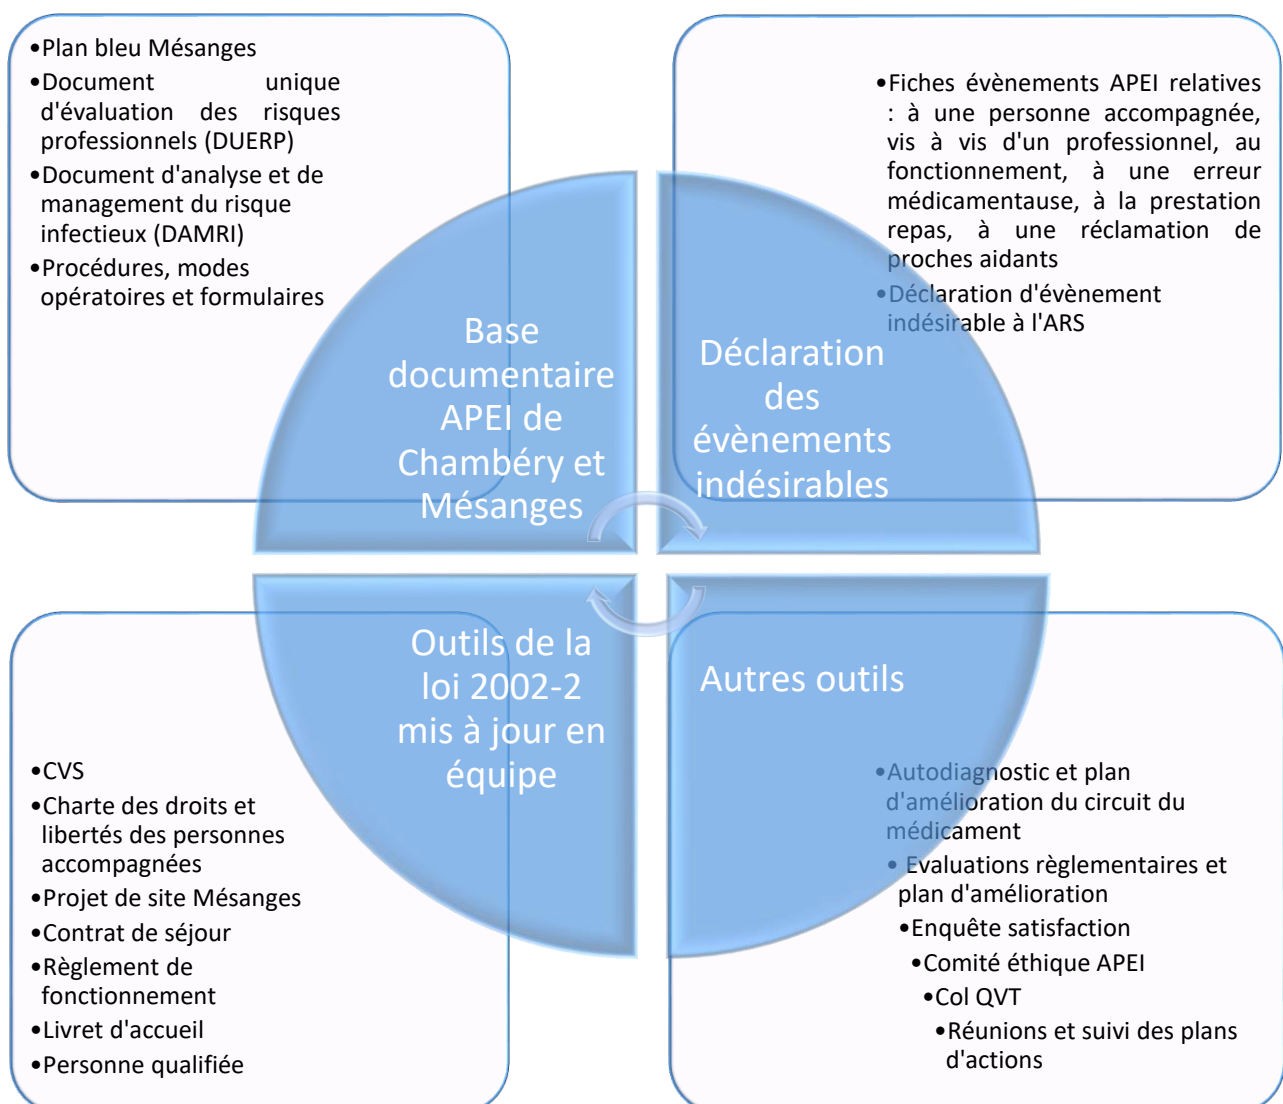 •Plan bleu Mésanges
•Document unique
d'évaluation des risques
professionnels (DUERP)
•Document d'analyse et de
management du risque
infectieux (DAMRI)
•Procédures, modes
opératoires et formulaires
Base
documentaire
APEI de
Chambéry et
Mésanges
•Fiches évènements APEI relatives
: à une personne accompagnée,
vis à vis d'un professionnel, au
fonctionnement, à une erreur
médicamentause, à la prestation
repas, à une réclamation de
proches aidants
•Déclaration d'évènement
indésirable à l'ARS
Déclaration
des
évènements
indésirables
Outils de la
loi 2002-2
mis à jour en
équipe
•CVS
•Charte des droits et
libertés des personnes
accompagnées
•Projet de site Mésanges
•Contrat de séjour
•Règlement de
fonctionnement
•Livret d'accueil
•Personne qualifiée
Autres outils
•Autodiagnostic et plan
d'amélioration du circuit du
médicament
• Evaluations règlementaires et
plan d'amélioration
•Enquête satisfaction
•Comité éthique APEI
•Col QVT
•Réunions et suivi des plans
d'actions